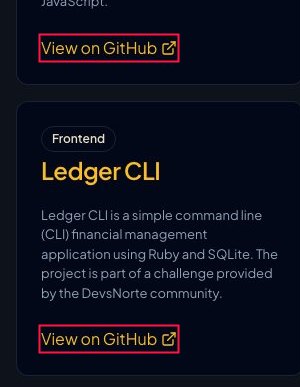 JavaScript.
View on GitHub
Frontend
Ledger CLI
Ledger CLI is a simple command line
(CLI) financial management
application using Ruby and SQLite. The
project is part of a challenge provided
by the DevsNorte community.
View on GitHub